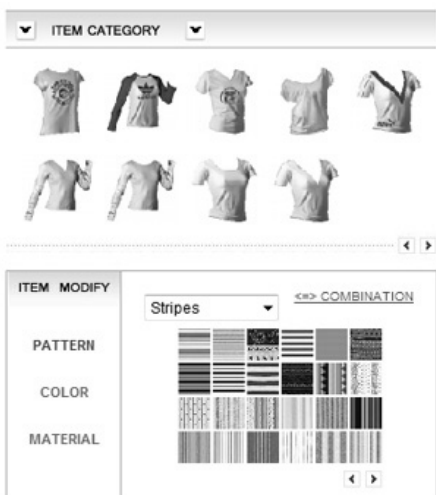 ITEM CATEGORY
ITEM MODIFY
Stripes
<=> COMBINATION
PATTERN
COLOR
MATERIAL